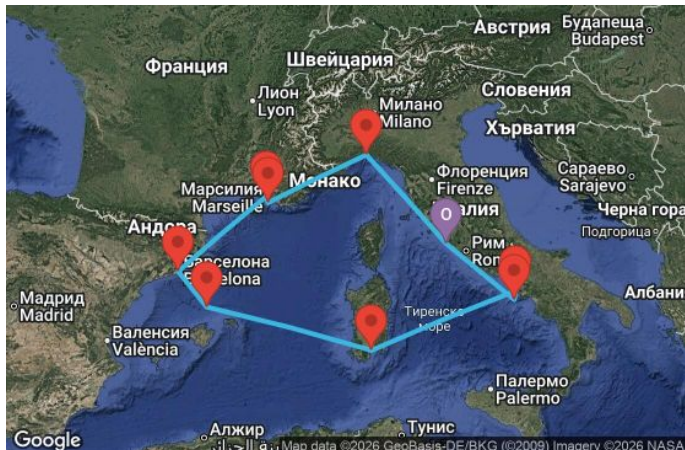 Австрия
Будапеща
Budapest
Франция
Швейцария
Лион
Lyon
Милано
Milano
Словения
Хърватия
Марсилия
Marseille
Монако
Флоренция
Firenze
Сараево
Sarajevo
O
Андора
Черна гора
Подгорица
Рим
Барселона
Мадрид
Madrid
Валенсия
València
Тиренско
море
Албани
Палермо
Palermo
Алжир
Тунис
Google
Map data ©2026 GeoBasis-DE/BKG (©2009) Imagery ©2026 NASA